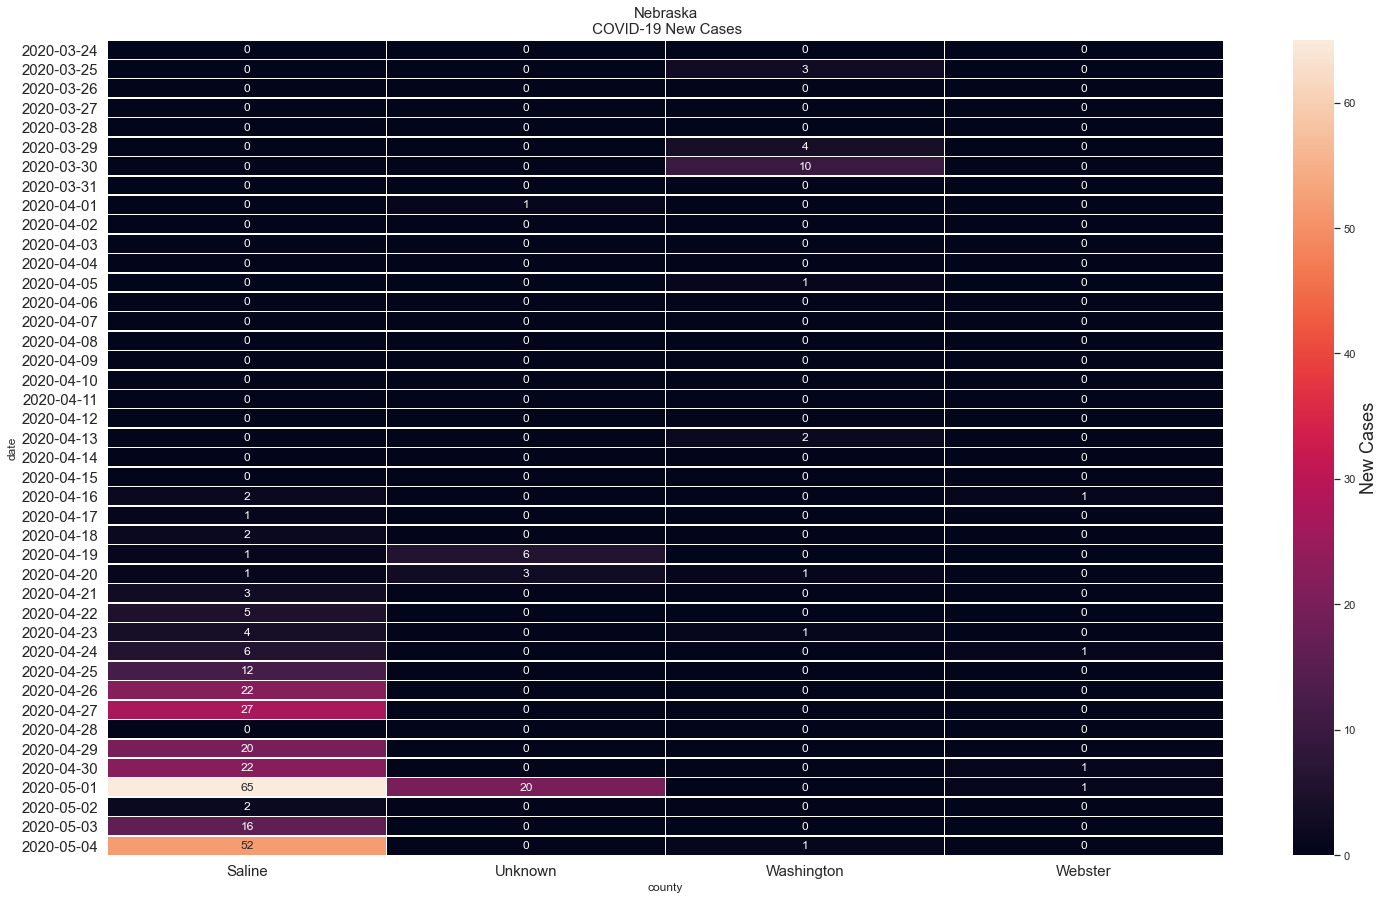 Nebraska
COVID-19 New Cases
2020-03-24 0 0 0 0
2020-03-25 0 0 3 0
2020-03-26 0 0 0 0
2020-03-27 0 0 0 0
2020-03-28 0 0 0 0
2020-03-29 0 0 4 0
2020-03-30 0 0 10 0
2020-03-31 0 0 0 0
2020-04-01 0 1 0 0
2020-04-02 0 0 0 0
2020-04-03 0 0 0 0
2020-04-04 0 0 0 0
2020-04-05 0 0 1 0
2020-04-06 0 0 0 0
2020-04-07 0 0 0 0
2020-04-08 0 0 0 0
2020-04-09 0 0 0 0
2020-04-10 0 0 0 0
2020-04-11 0 0 0 0
2020-04-12 0 0 0 0
2020-04-13 0 0 2 0
2020-04-14 0 0 0 0
2020-04-15 0 0 0 0
2020-04-16 2 0 0 1
2020-04-17 1 0 0 0
2020-04-18 2 0 0 0
2020-04-19 1 6 0 0
2020-04-20 1 3 1 0
2020-04-21 3 0 0 0
2020-04-22 5 0 0 0
2020-04-23 4 0 1 0
2020-04-24 6 0 0 1
2020-04-25 12 0 0 0
2020-04-26 22 0 0 0
2020-04-27 27 0 0 0
2020-04-28 0 0 0 0
2020-04-29 20 0 0 0
2020-04-30 22 0 0 1
2020-05-01 65 20 0 1
2020-05-02 2 0 0 0
2020-05-03 16 0 0 0
2020-05-04 52 0 1 0
date
Saline Unknown Washington Webster
county
60
50
40
30
20
10
0
New Cases